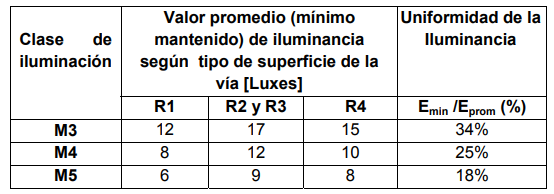 Clase de iluminación
Valor promedio (mínimo mantenido) de iluminancia según tipo de superficie de la vía [Luxes]
Uniformidad de la Iluminancia
R1 R2 y R3 R4 Emin /Eprom (%)
M3 12 17 15 34%
M4 8 12 10 25%
M5 6 9 8 18%